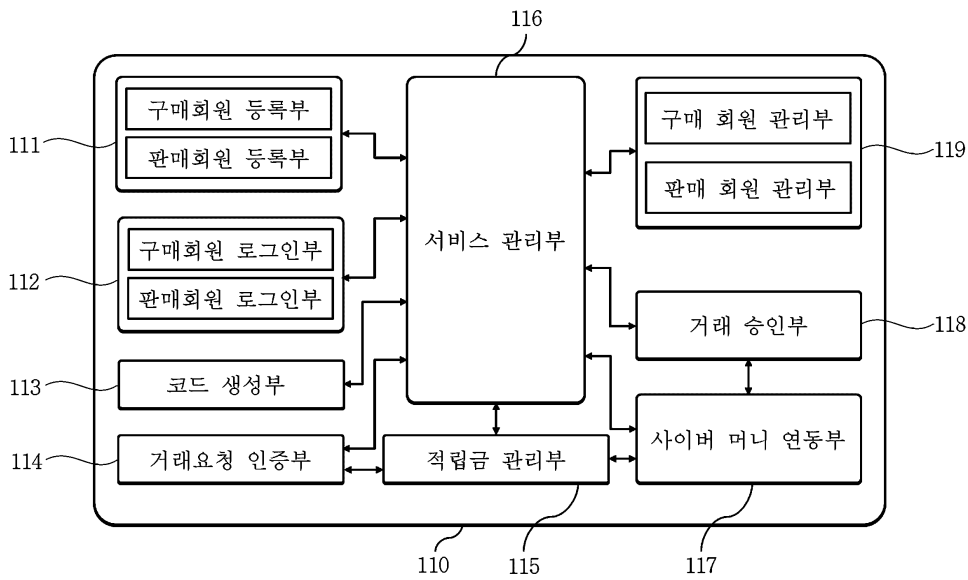 116
구매회원 등록부
판매회원 등록부
111
구매 회원 관리부
판매 회원 관리부
119
서비스 관리부
구매회원 로그인부
판매회원 로그인부
112
거래 승인부
118
코드 생성부
113
거래요청 인증부
114
적립금 관리부
사이버 머니 연동부
110
115
117